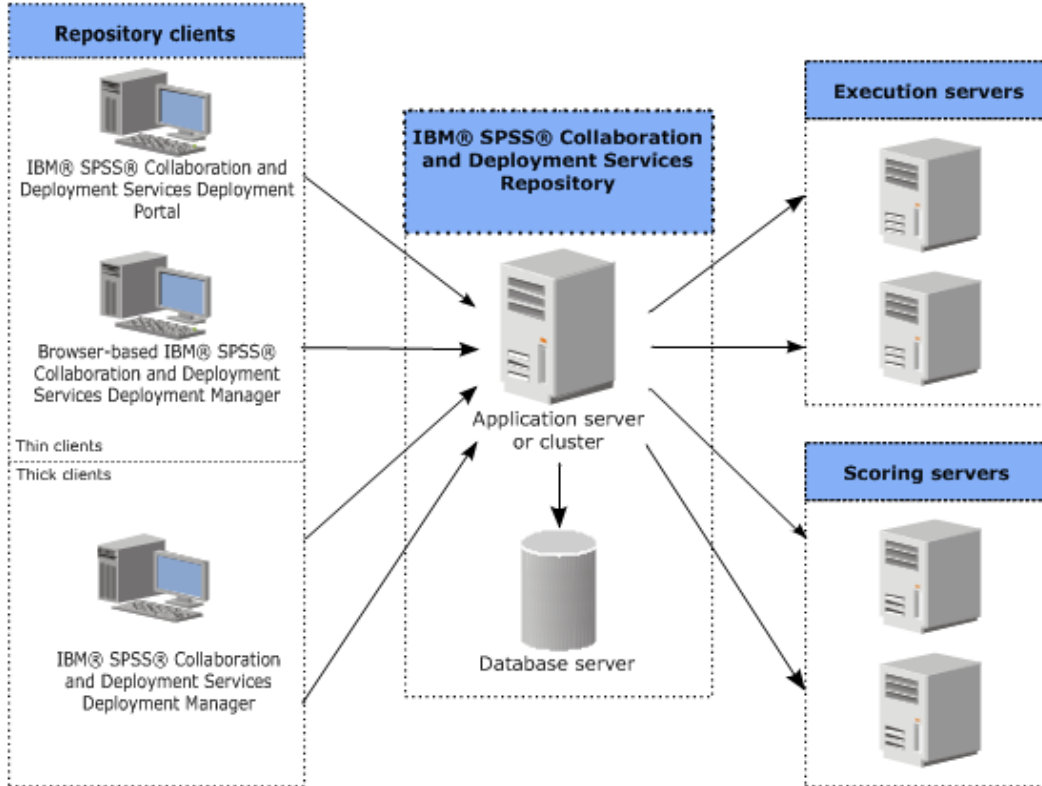 Repository clients
IBM® SPSS® Collaboration and
Deployment Services Deployment
Portal
Browser-based IBM® SPSS®
Collaboration and Deployment
Services Deployment Manager
Thin clients
Thick clients
IBM® SPSS® Collaboration
and Deployment Services
Deployment Manager
IBM® SPSS® Collaboration
and Deployment Services
Repository
Application server
or cluster
Database server
Execution servers
Scoring servers